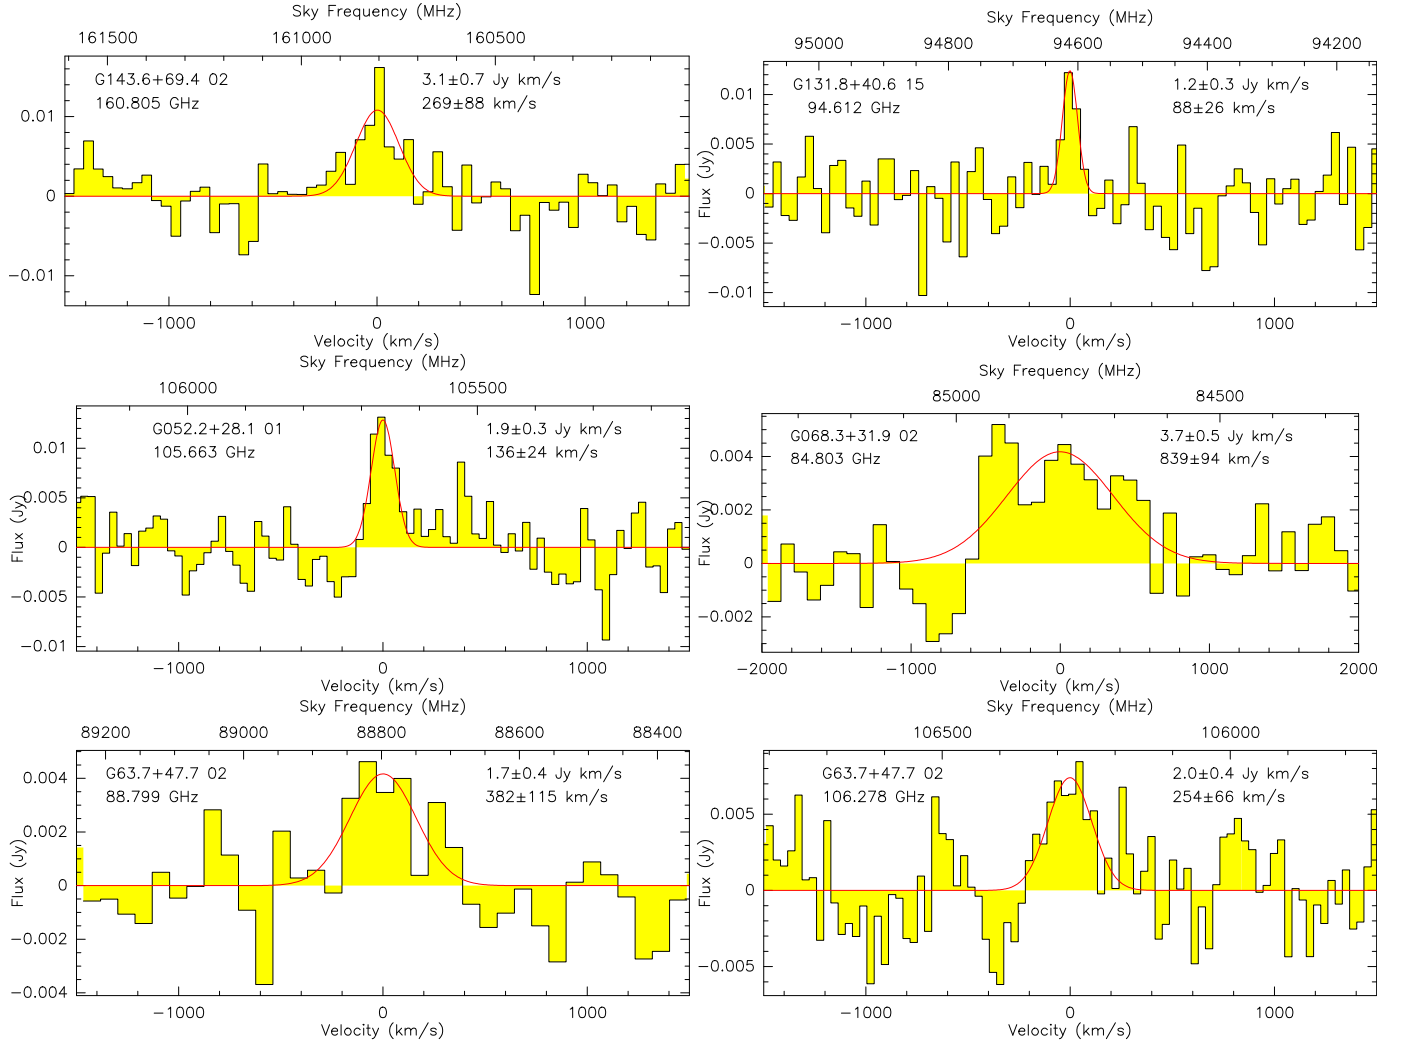 Sky Frequency (MHz)
161500 161000 160500
G143.6+69.4 02 3.1±0.7 Jy km/s
160.805 GHz 269±88 km/s
0.01
0
−0.01
−1000 0 1000
Velocity (km/s)
Sky Frequency (MHz)
95000 94800 94600 94400 94200
G131.8+40.6 15 1.2±0.3 Jy km/s
94.612 GHz 88±26 km/s
0.01
0.005
0
−0.005
−0.01
Flux (Jy)
−1000 0 1000
Velocity (km/s)
Sky Frequency (MHz)
106000 105500
G052.2+28.1 01 1.9±0.3 Jy km/s
105.663 GHz 136±24 km/s
0.01
0.005
0
−0.005
−0.01
Flux (Jy)
−1000 0 1000
Velocity (km/s)
Sky Frequency (MHz)
85000 84500
G068.3+31.9 02 3.7±0.5 Jy km/s
84.803 GHz 839±94 km/s
0.004
0.002
0
−0.002
Flux (Jy)
−2000 −1000 0 1000 2000
Velocity (km/s)
Sky Frequency (MHz)
89200 89000 88800 88600 88400
G63.7+47.7 02 1.7±0.4 Jy km/s
88.799 GHz 382±115 km/s
0.004
0.002
0
−0.002
−0.004
Flux (Jy)
−1000 0 1000
Velocity (km/s)
Sky Frequency (MHz)
106500 106000
G63.7+47.7 02 2.0±0.4 Jy km/s
106.278 GHz 254±66 km/s
0.005
0
−0.005
Flux (Jy)
−1000 0 1000
Velocity (km/s)